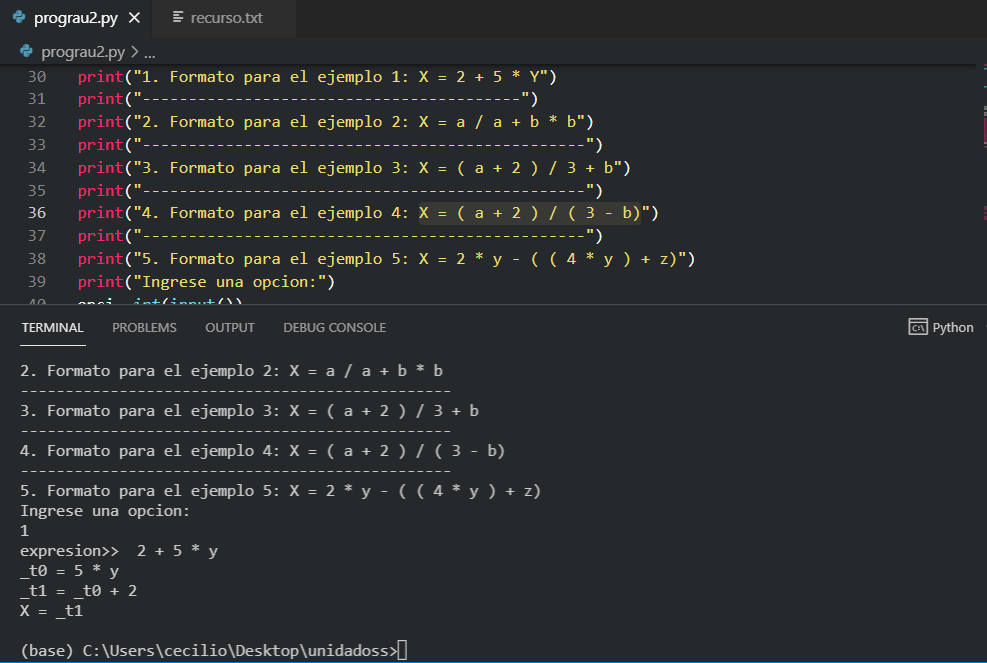 prograu2.py
recurso.txt
prograu2.py > ...
30 print("1. Formato para el ejemplo 1: X = 2 + 5 * Y")
31 print("-----------------------------------------")
32 print("2. Formato para el ejemplo 2: X = a / a + b * b")
33 print("------------------------------------------------")
34 print("3. Formato para el ejemplo 3: X = ( a + 2 ) / 3 + b")
35 print("------------------------------------------------")
36 print("4. Formato para el ejemplo 4: X = ( a + 2 ) / ( 3 - b)")
37 print("------------------------------------------------")
38 print("5. Formato para el ejemplo 5: X = 2 * y - ( ( 4 * y ) + z)")
39 print("Ingrese una opcion:")
TERMINAL PROBLEMS OUTPUT DEBUG CONSOLE Python
2. Formato para el ejemplo 2: X = a / a + b * b
------------------------------------------------
3. Formato para el ejemplo 3: X = ( a + 2 ) / 3 + b
------------------------------------------------
4. Formato para el ejemplo 4: X = ( a + 2 ) / ( 3 - b)
------------------------------------------------
5. Formato para el ejemplo 5: X = 2 * y - ( ( 4 * y ) + z)
Ingrese una opcion:
1
expresion>>  2 + 5 * y
_t0 = 5 * y
_t1 = _t0 + 2
X = _t1
(base) C:\Users\cecilio\Desktop\unidadoss>